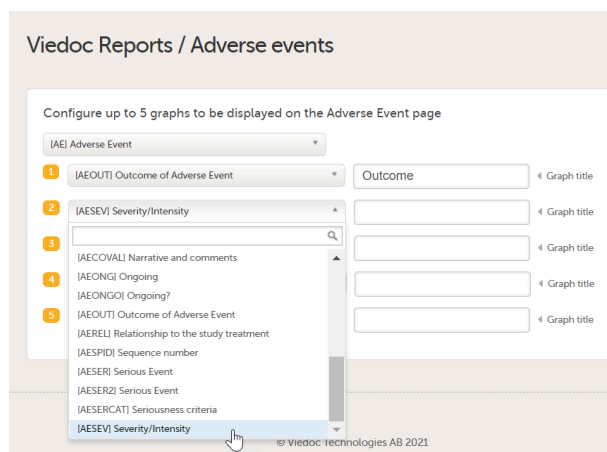 Viedoc Reports / Adverse events
Configure up to 5 graphs to be displayed on the Adverse Event page
[AE] Adverse Event
1 [AEOUT] Outcome of Adverse Event Outcome Graph title
2 [AESEV] Severity/Intensity Graph title
3 Graph title
4 Graph title
5 Graph title
[AECOVAL] Narrative and comments
[AEONG] Ongoing
[AEONGO] Ongoing?
[AEOUT] Outcome of Adverse Event
[AEREL] Relationship to the study treatment
[AESPID] Sequence number
[AESER] Serious Event
[AESER2] Serious Event
[AESERCAT] Seriousness criteria
[AESEV] Severity/Intensity
© Viedoc Technologies AB 2021